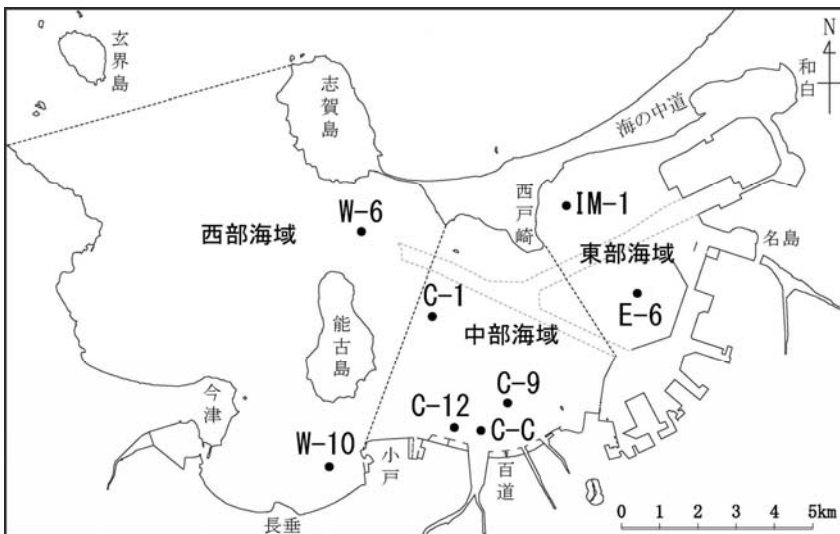 玄界島
志賀島
海の中道
和白
N
西戸崎
IM-1
W-6
西部海域
東部海域
名島
E-6
C-1
中部海域
能古島
今津
C-9
C-12
C-C
W-10
小戸
百道
長垂
0 1 2 3 4 5km